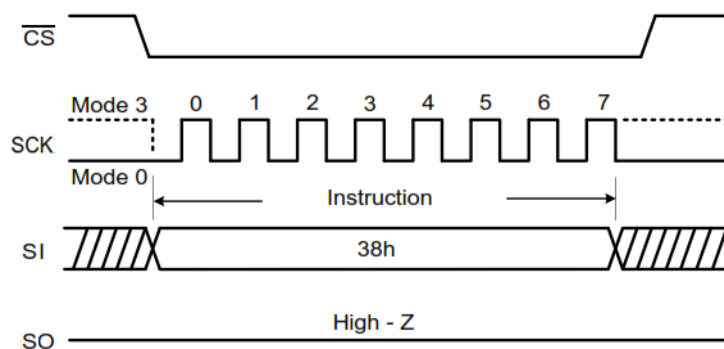 CS
Mode 3 0 1 2 3 4 5 6 7
SCK
Mode 0
Instruction
SI 38h
High - Z
SO